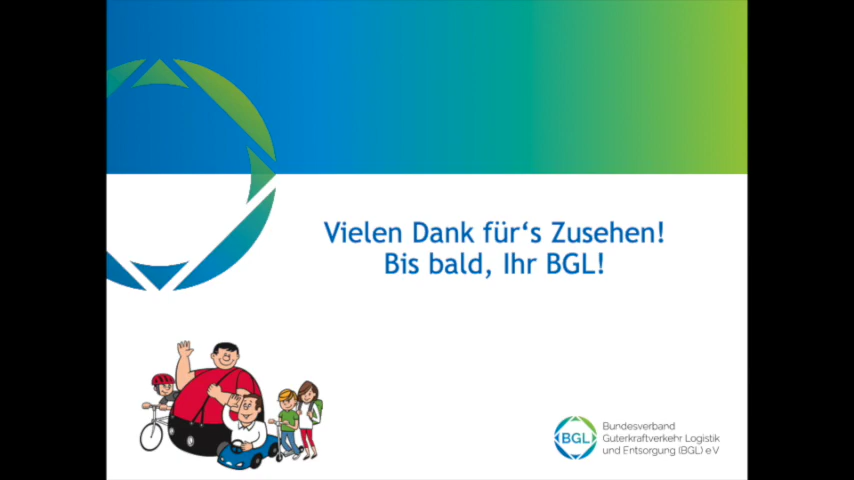 Vielen Dank für‘s Zusehen!
Bis bald, Ihr BGL!
BGL
Bundesverband
Güterkraftverkehr Logistik
und Entsorgung (BGL) e.V